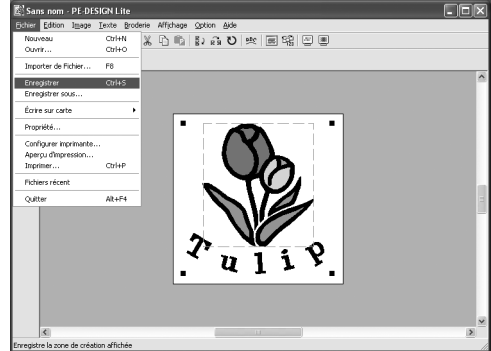 Sans nom - PE-DESIGN Lite
Fichier Edition Image Texte Broderie Affichage Option Aide
Nouveau Ctrl+N
Ouvrir... Ctrl+O
Importer de Fichier... F8
Enregistrer Ctrl+S
Enregistrer sous...
Écrire sur carte
Propriété...
Configurer imprimante...
Aperçu d'impression...
Imprimer... Ctrl+P
Fichiers récent
Quitter Alt+F4
Tulip
Enregistre la zone de création affichée